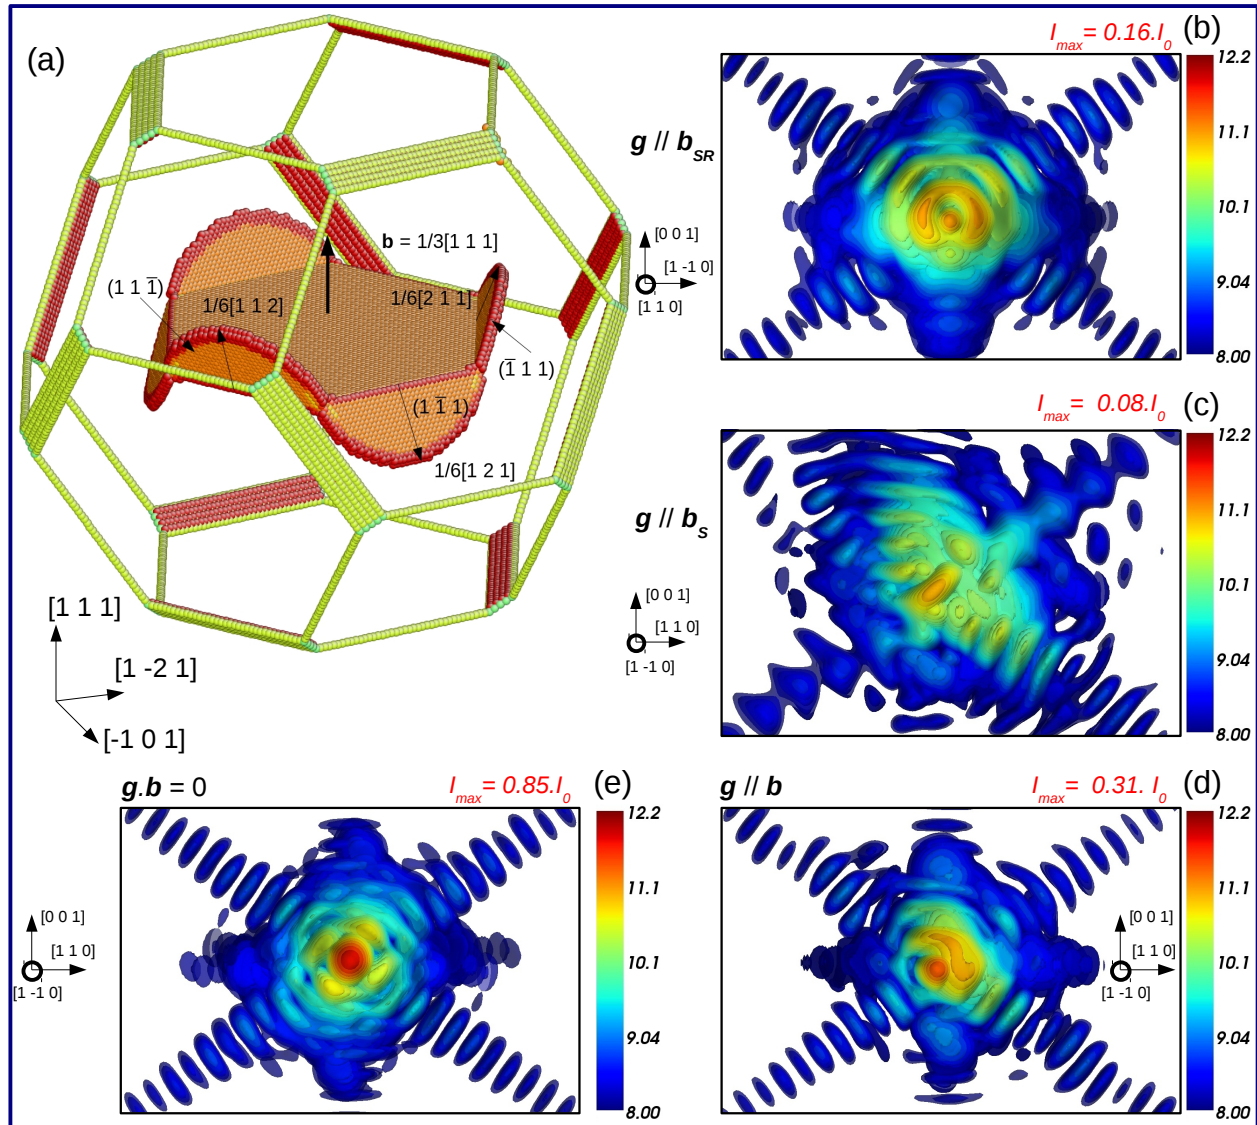 (a)
b = 1/3[1 1 1]
(1 1 1̅)
1/6[1 1 2]
1/6[2 1 1]
(1̅ 1 1)
(1 1̅ 1)
1/6[1 2 1]
[1 1 1]
[1 -2 1]
[-1 0 1]
I_max = 0.16.I_0
(b)
g // b_SR
[0 0 1]
[1 -1 0]
[1 1 0]
12.2
11.1
10.1
9.04
8.00
I_max = 0.08.I_0
(c)
g // b_S
[0 0 1]
[1 1 0]
[1 -1 0]
12.2
11.1
10.1
9.04
8.00
g.b = 0
I_max = 0.85.I_0
(e)
[0 0 1]
[1 1 0]
[1 -1 0]
12.2
11.1
10.1
9.04
8.00
g // b
I_max = 0.31. I_0
(d)
[0 0 1]
[1 1 0]
[1 -1 0]
12.2
11.1
10.1
9.04
8.00